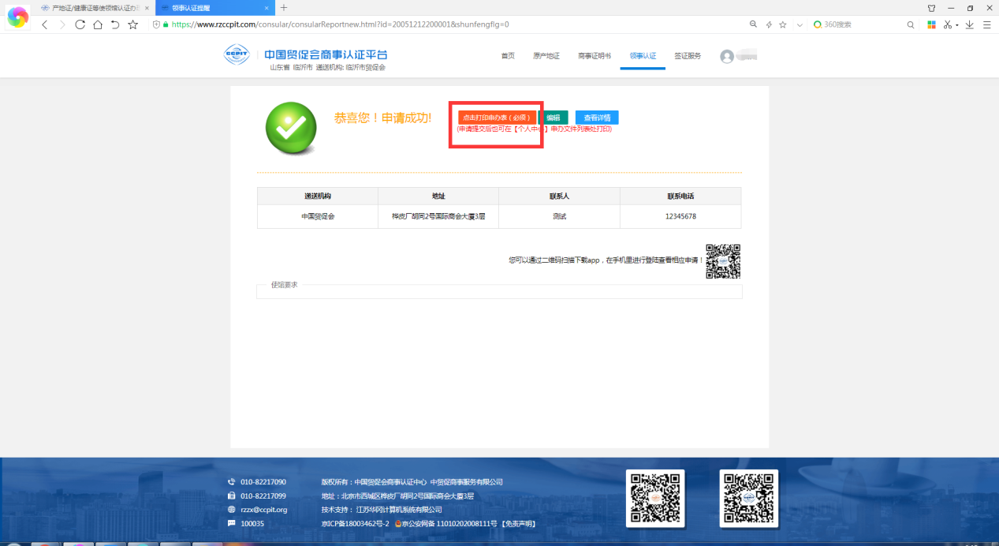 产地证/健康证等使领馆认证办
领事认证提醒
https://www.rzccpit.com/consular/consularReportnew.html?id=20051212200001&shunfengflg=0
360搜索
CCPIT
中国贸促会商事认证平台
山东省 临沂市 递送机构: 临沂市贸促会
首页
原产地证
商事证明书
领事认证
签证服务
恭喜您！申请成功!
点击打印申办表（必须）
编辑
查看详情
(申请提交后也可在【个人中心】申办文件列表处打印)
递送机构 地址 联系人 联系电话
中国贸促会 桦皮厂胡同2号国际商会大厦3层 测试 12345678
您可以通过二维码扫描下载app，在手机里进行登陆查看相应申请！
使馆要求
010-82217090
010-82217099
rzzx@ccpit.org
100035
版权所有：中国贸促会商事认证中心 中贸促商事服务有限公司
地址：北京市西城区桦皮厂胡同2号国际商会大厦3层
技术支持： 江苏华冈计算机系统有限公司
京ICP备18003462号-2 京公安网备 11010202008111号 【免责声明】